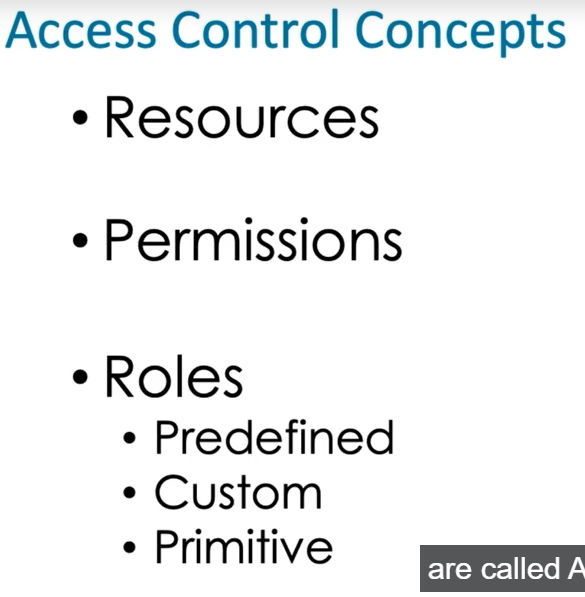 Access Control Concepts
• Resources
• Permissions
• Roles
• Predefined
• Custom
• Primitive
are called A